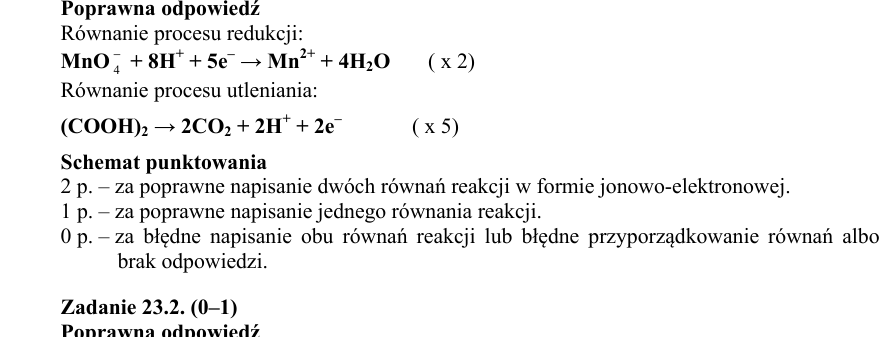 Poprawna odpowiedź
Równanie procesu redukcji:
MnO₄⁻ + 8H⁺ + 5e⁻ → Mn²⁺ + 4H₂O ( x 2)
Równanie procesu utleniania:
(COOH)₂ → 2CO₂ + 2H⁺ + 2e⁻ ( x 5)
Schemat punktowania
2 p. – za poprawne napisanie dwóch równań reakcji w formie jonowo-elektronowej.
1 p. – za poprawne napisanie jednego równania reakcji.
0 p. – za błędne napisanie obu równań reakcji lub błędne przyporządkowanie równań albo
brak odpowiedzi.
Zadanie 23.2. (0–1)
Poprawna odpowiedź